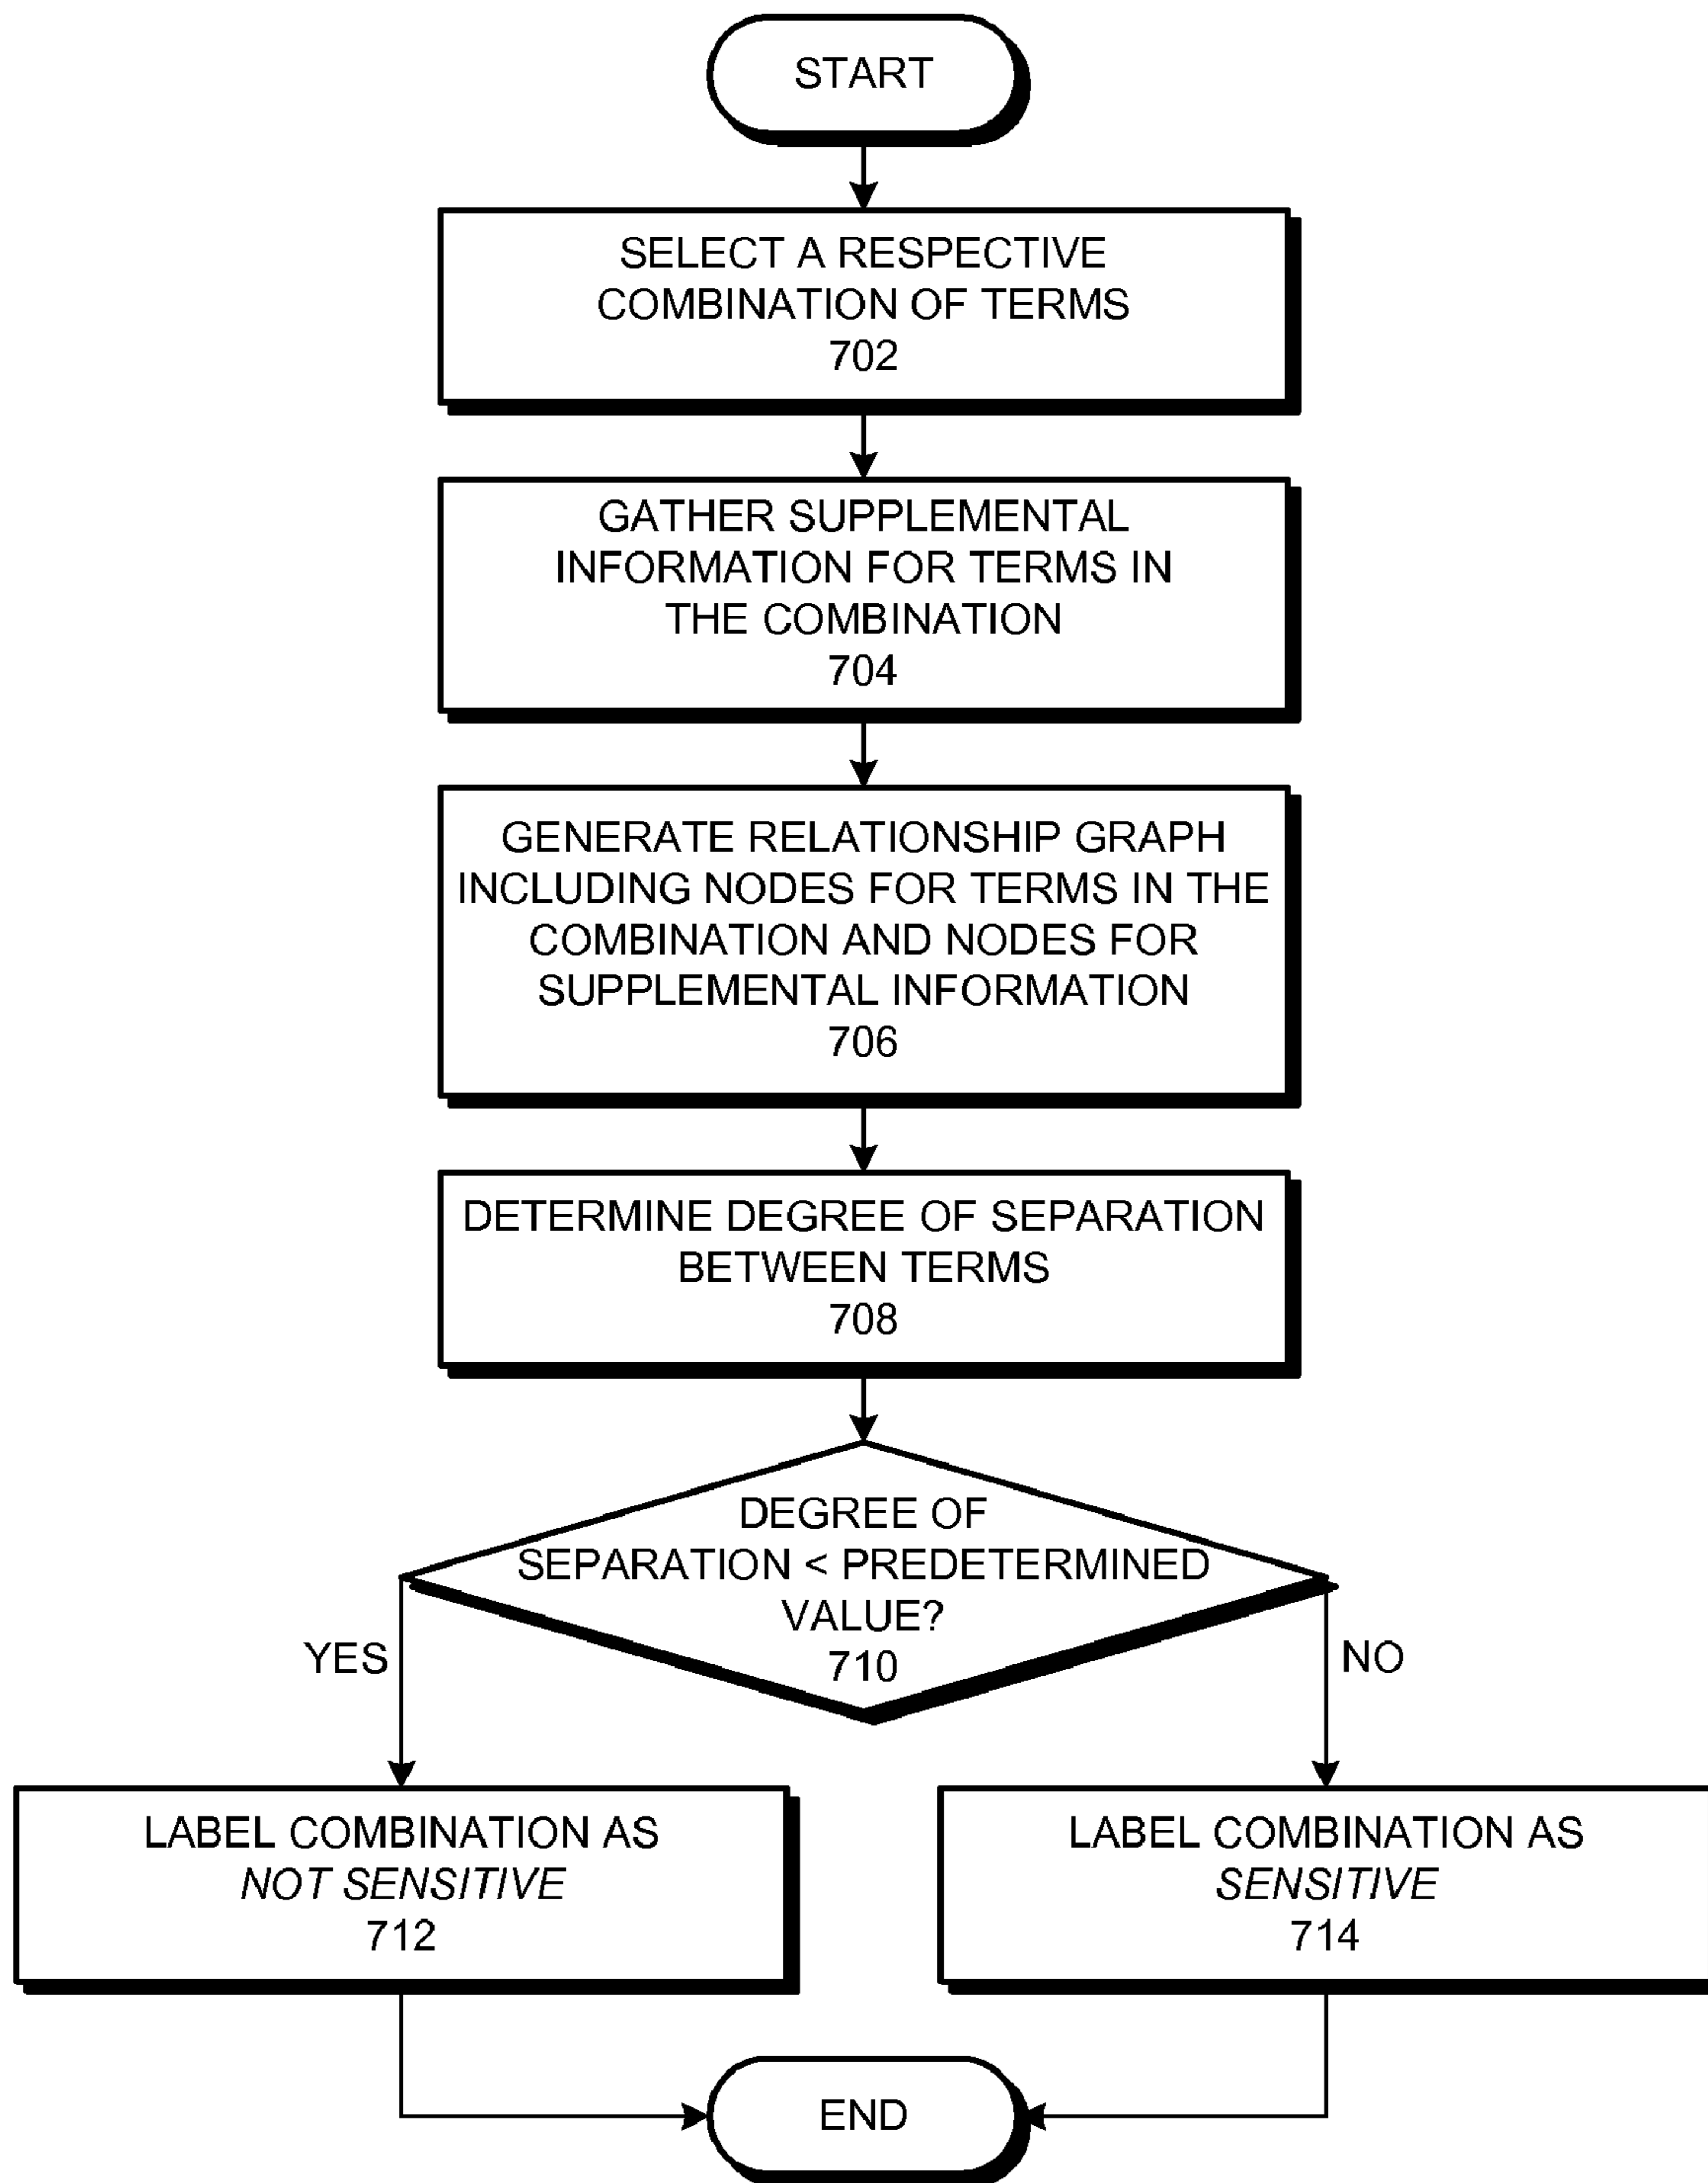 START
SELECT A RESPECTIVE
COMBINATION OF TERMS
702
GATHER SUPPLEMENTAL
INFORMATION FOR TERMS IN
THE COMBINATION
704
GENERATE RELATIONSHIP GRAPH
INCLUDING NODES FOR TERMS IN THE
COMBINATION AND NODES FOR
SUPPLEMENTAL INFORMATION
706
DETERMINE DEGREE OF SEPARATION
BETWEEN TERMS
708
DEGREE OF
SEPARATION < PREDETERMINED
VALUE?
710
YES
NO
LABEL COMBINATION AS
NOT SENSITIVE
712
LABEL COMBINATION AS
SENSITIVE
714
END